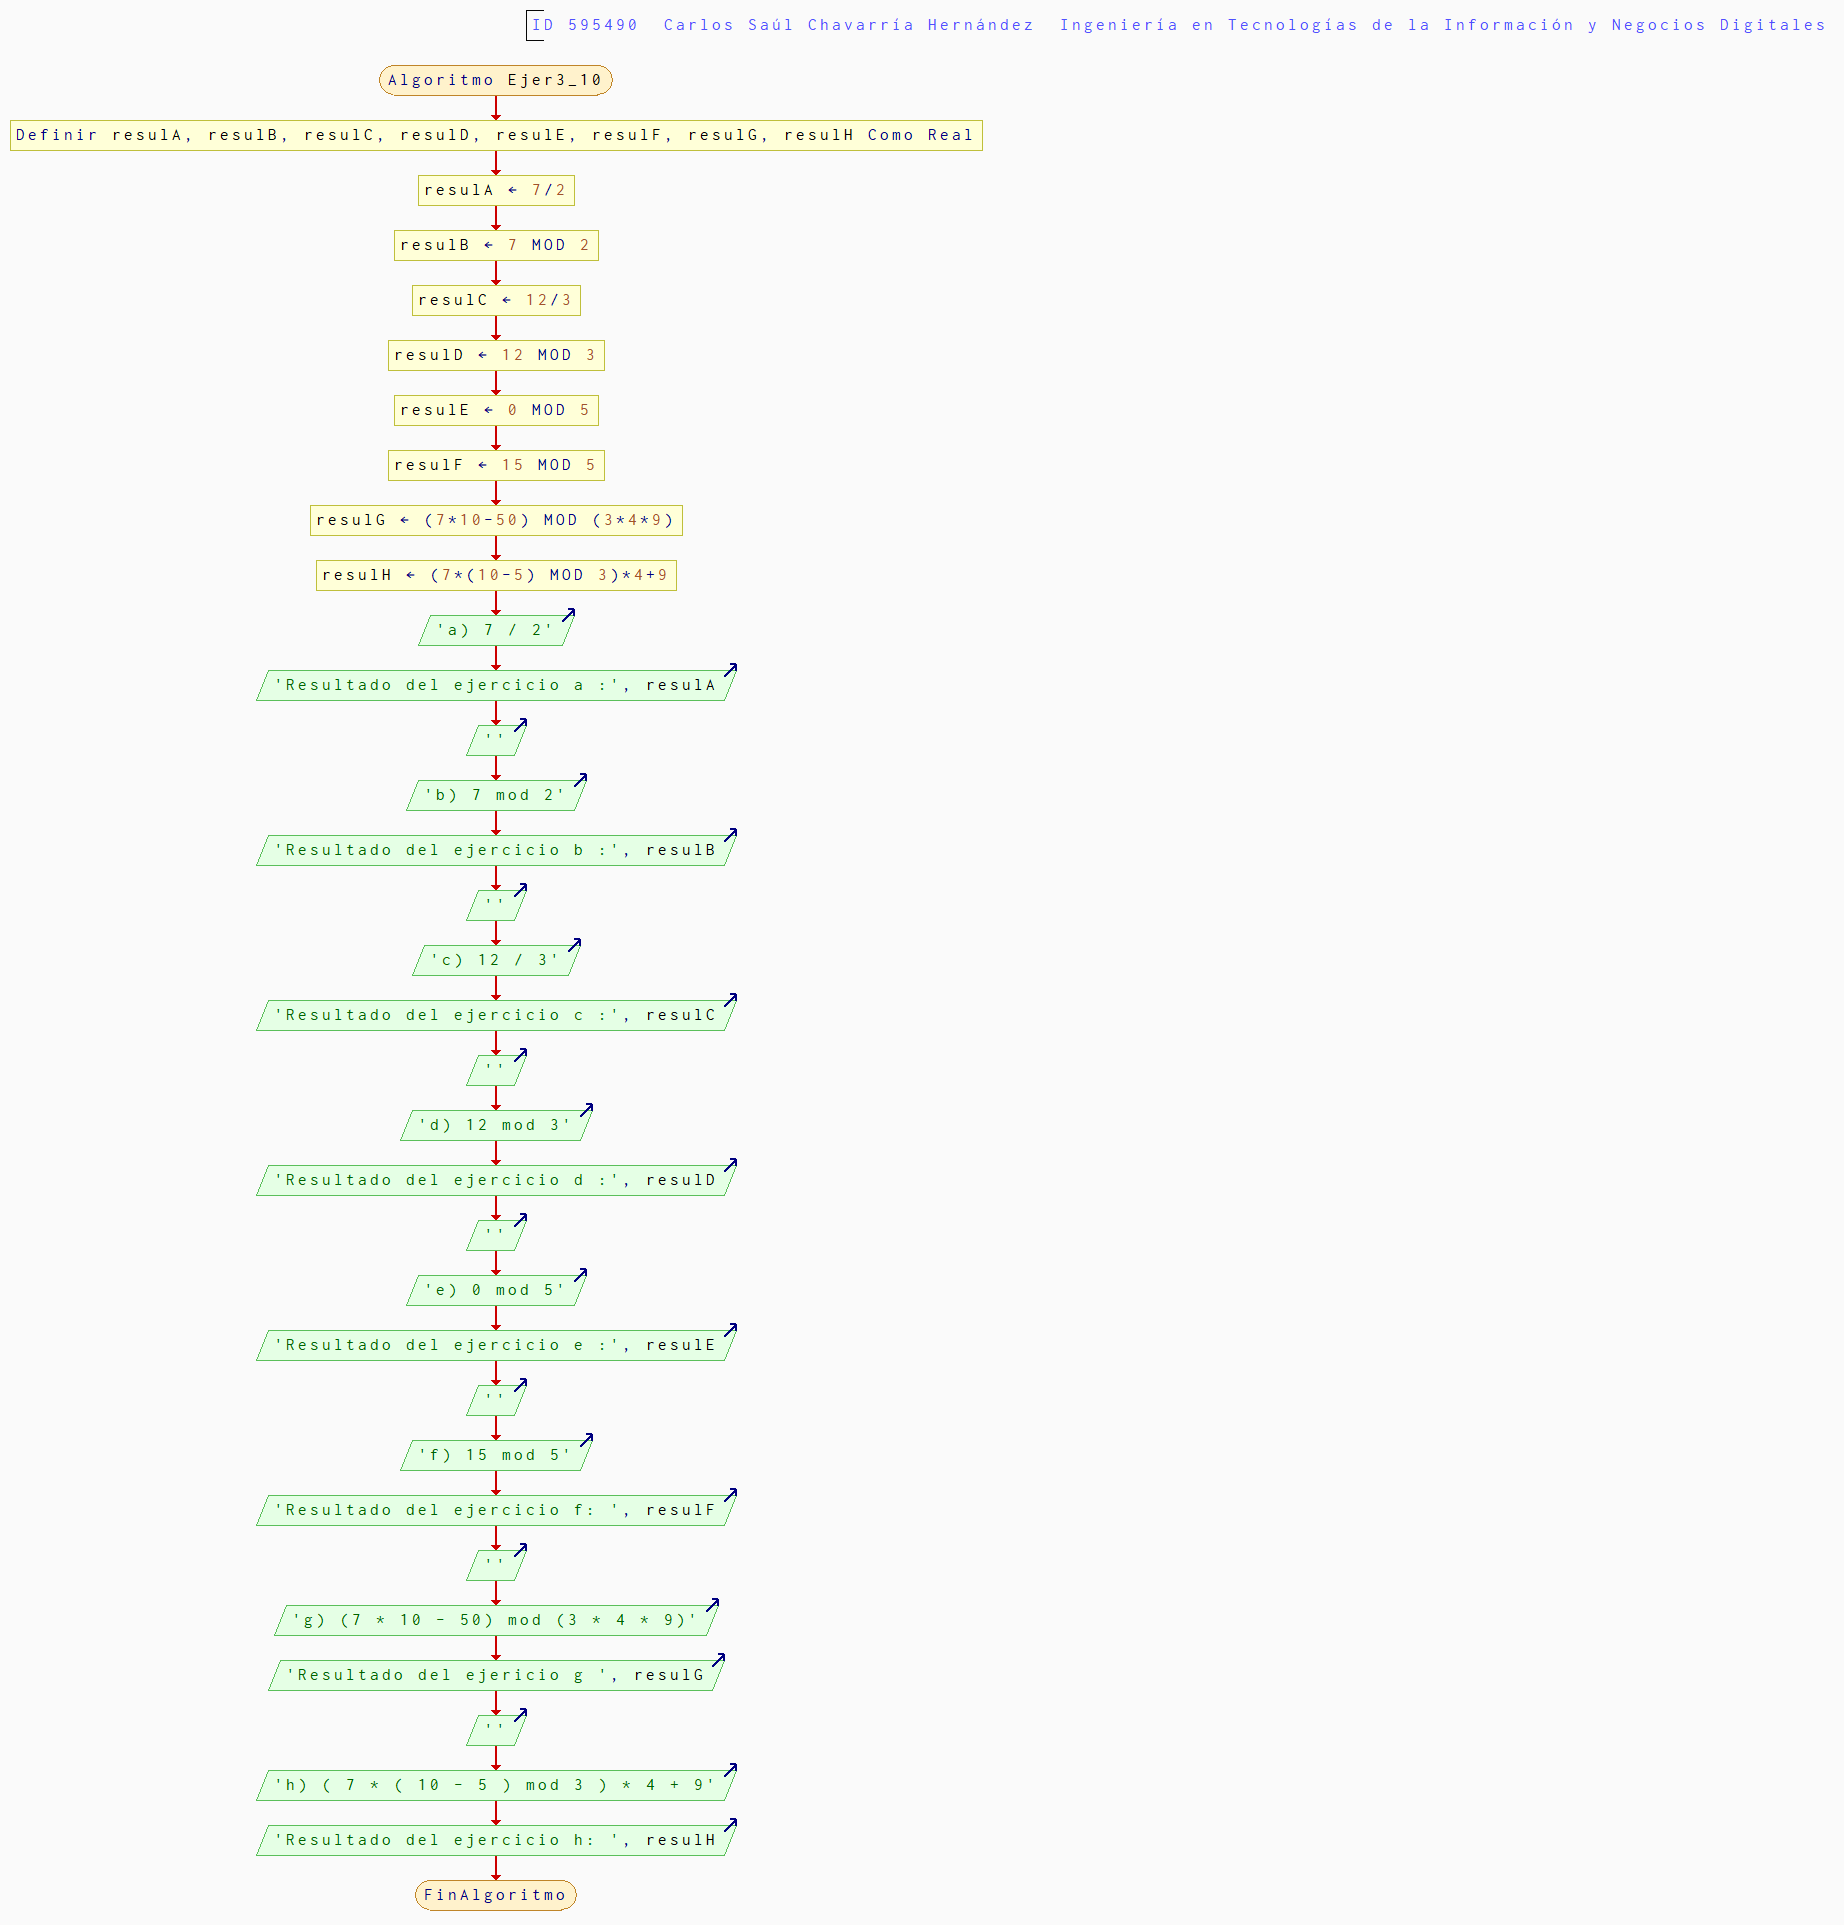 ID 595490  Carlos Saúl Chavarría Hernández  Ingeniería en Tecnologías de la Información y Negocios Digitales
Algoritmo Ejer3_10
Definir resulA, resulB, resulC, resulD, resulE, resulF, resulG, resulH Como Real
resulA ← 7/2
resulB ← 7 MOD 2
resulC ← 12/3
resulD ← 12 MOD 3
resulE ← 0 MOD 5
resulF ← 15 MOD 5
resulG ← (7*10-50) MOD (3*4*9)
resulH ← (7*(10-5) MOD 3)*4+9
'a) 7 / 2'
'Resultado del ejercicio a :', resulA
''
'b) 7 mod 2'
'Resultado del ejercicio b :', resulB
''
'c) 12 / 3'
'Resultado del ejercicio c :', resulC
''
'd) 12 mod 3'
'Resultado del ejercicio d :', resulD
''
'e) 0 mod 5'
'Resultado del ejercicio e :', resulE
''
'f) 15 mod 5'
'Resultado del ejercicio f: ', resulF
''
'g) (7 * 10 - 50) mod (3 * 4 * 9)'
'Resultado del ejericio g ', resulG
''
'h) ( 7 * ( 10 - 5 ) mod 3 ) * 4 + 9'
'Resultado del ejercicio h: ', resulH
FinAlgoritmo